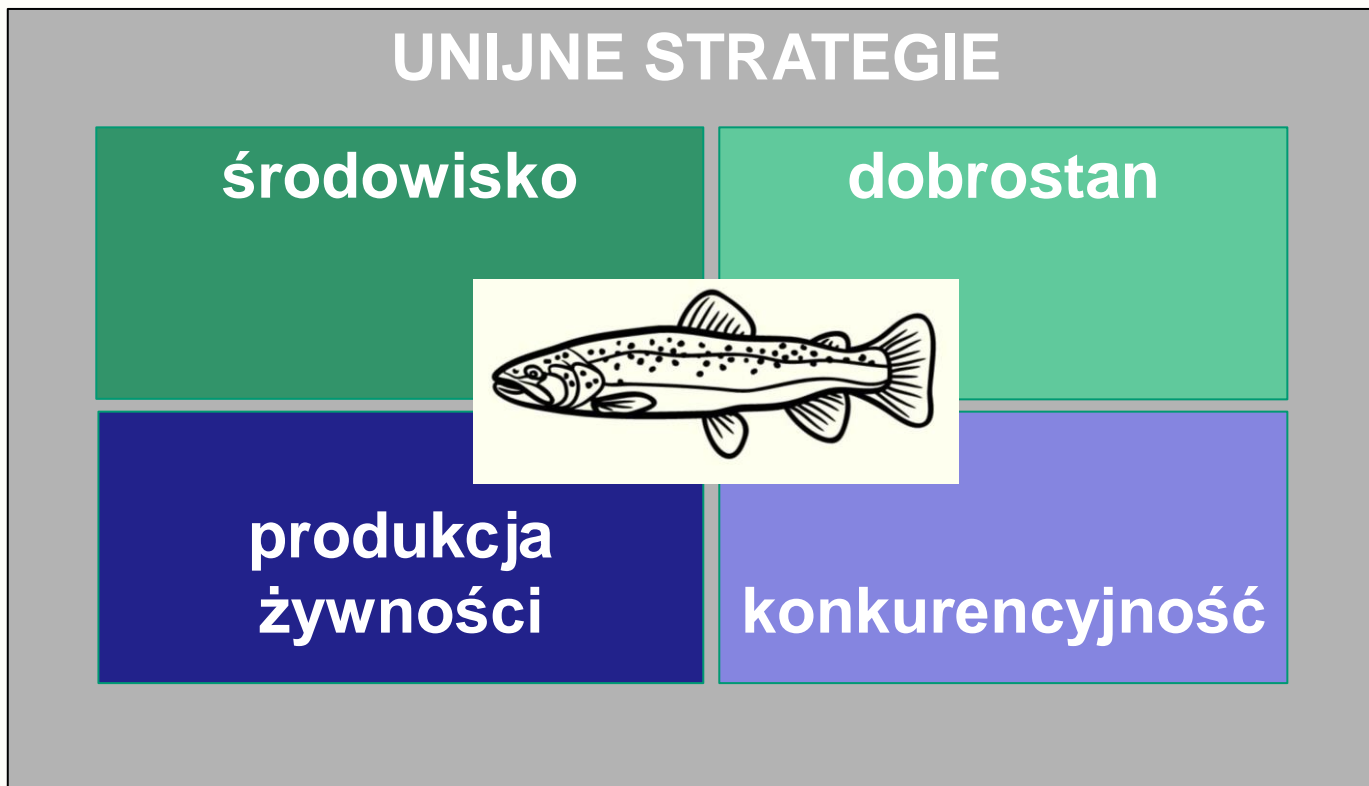 UNIJNE STRATEGIE
środowisko
dobrostan
produkcja
żywności
konkurencyjność